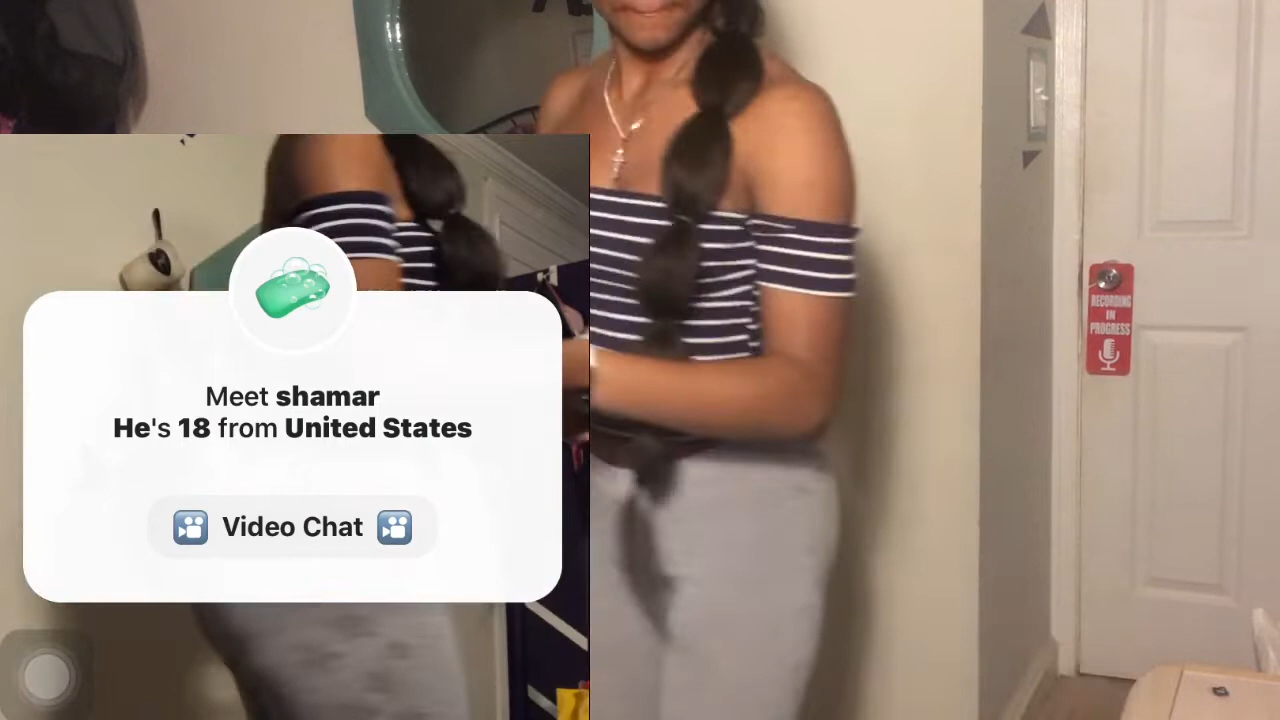 Meet shamar
He's 18 from United States
Video Chat
RECORDING
IN
PROGRESS